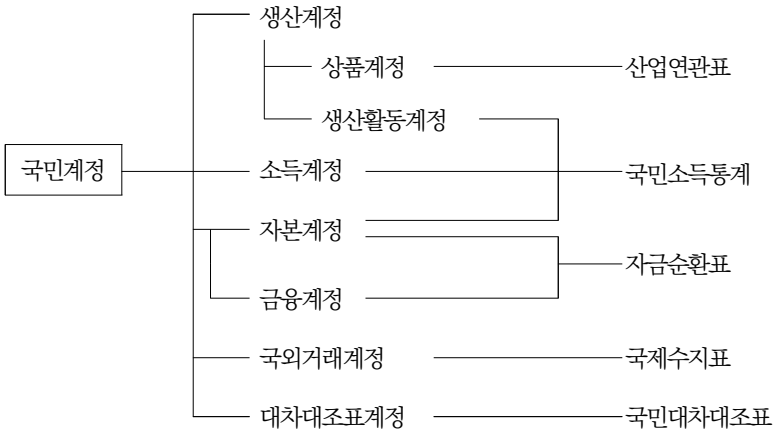 생산계정
상품계정 산업연관표
생산활동계정
국민계정 소득계정 국민소득통계
자본계정
자금순환표
금융계정
국외거래계정 국제수지표
대차대조표계정 국민대차대조표